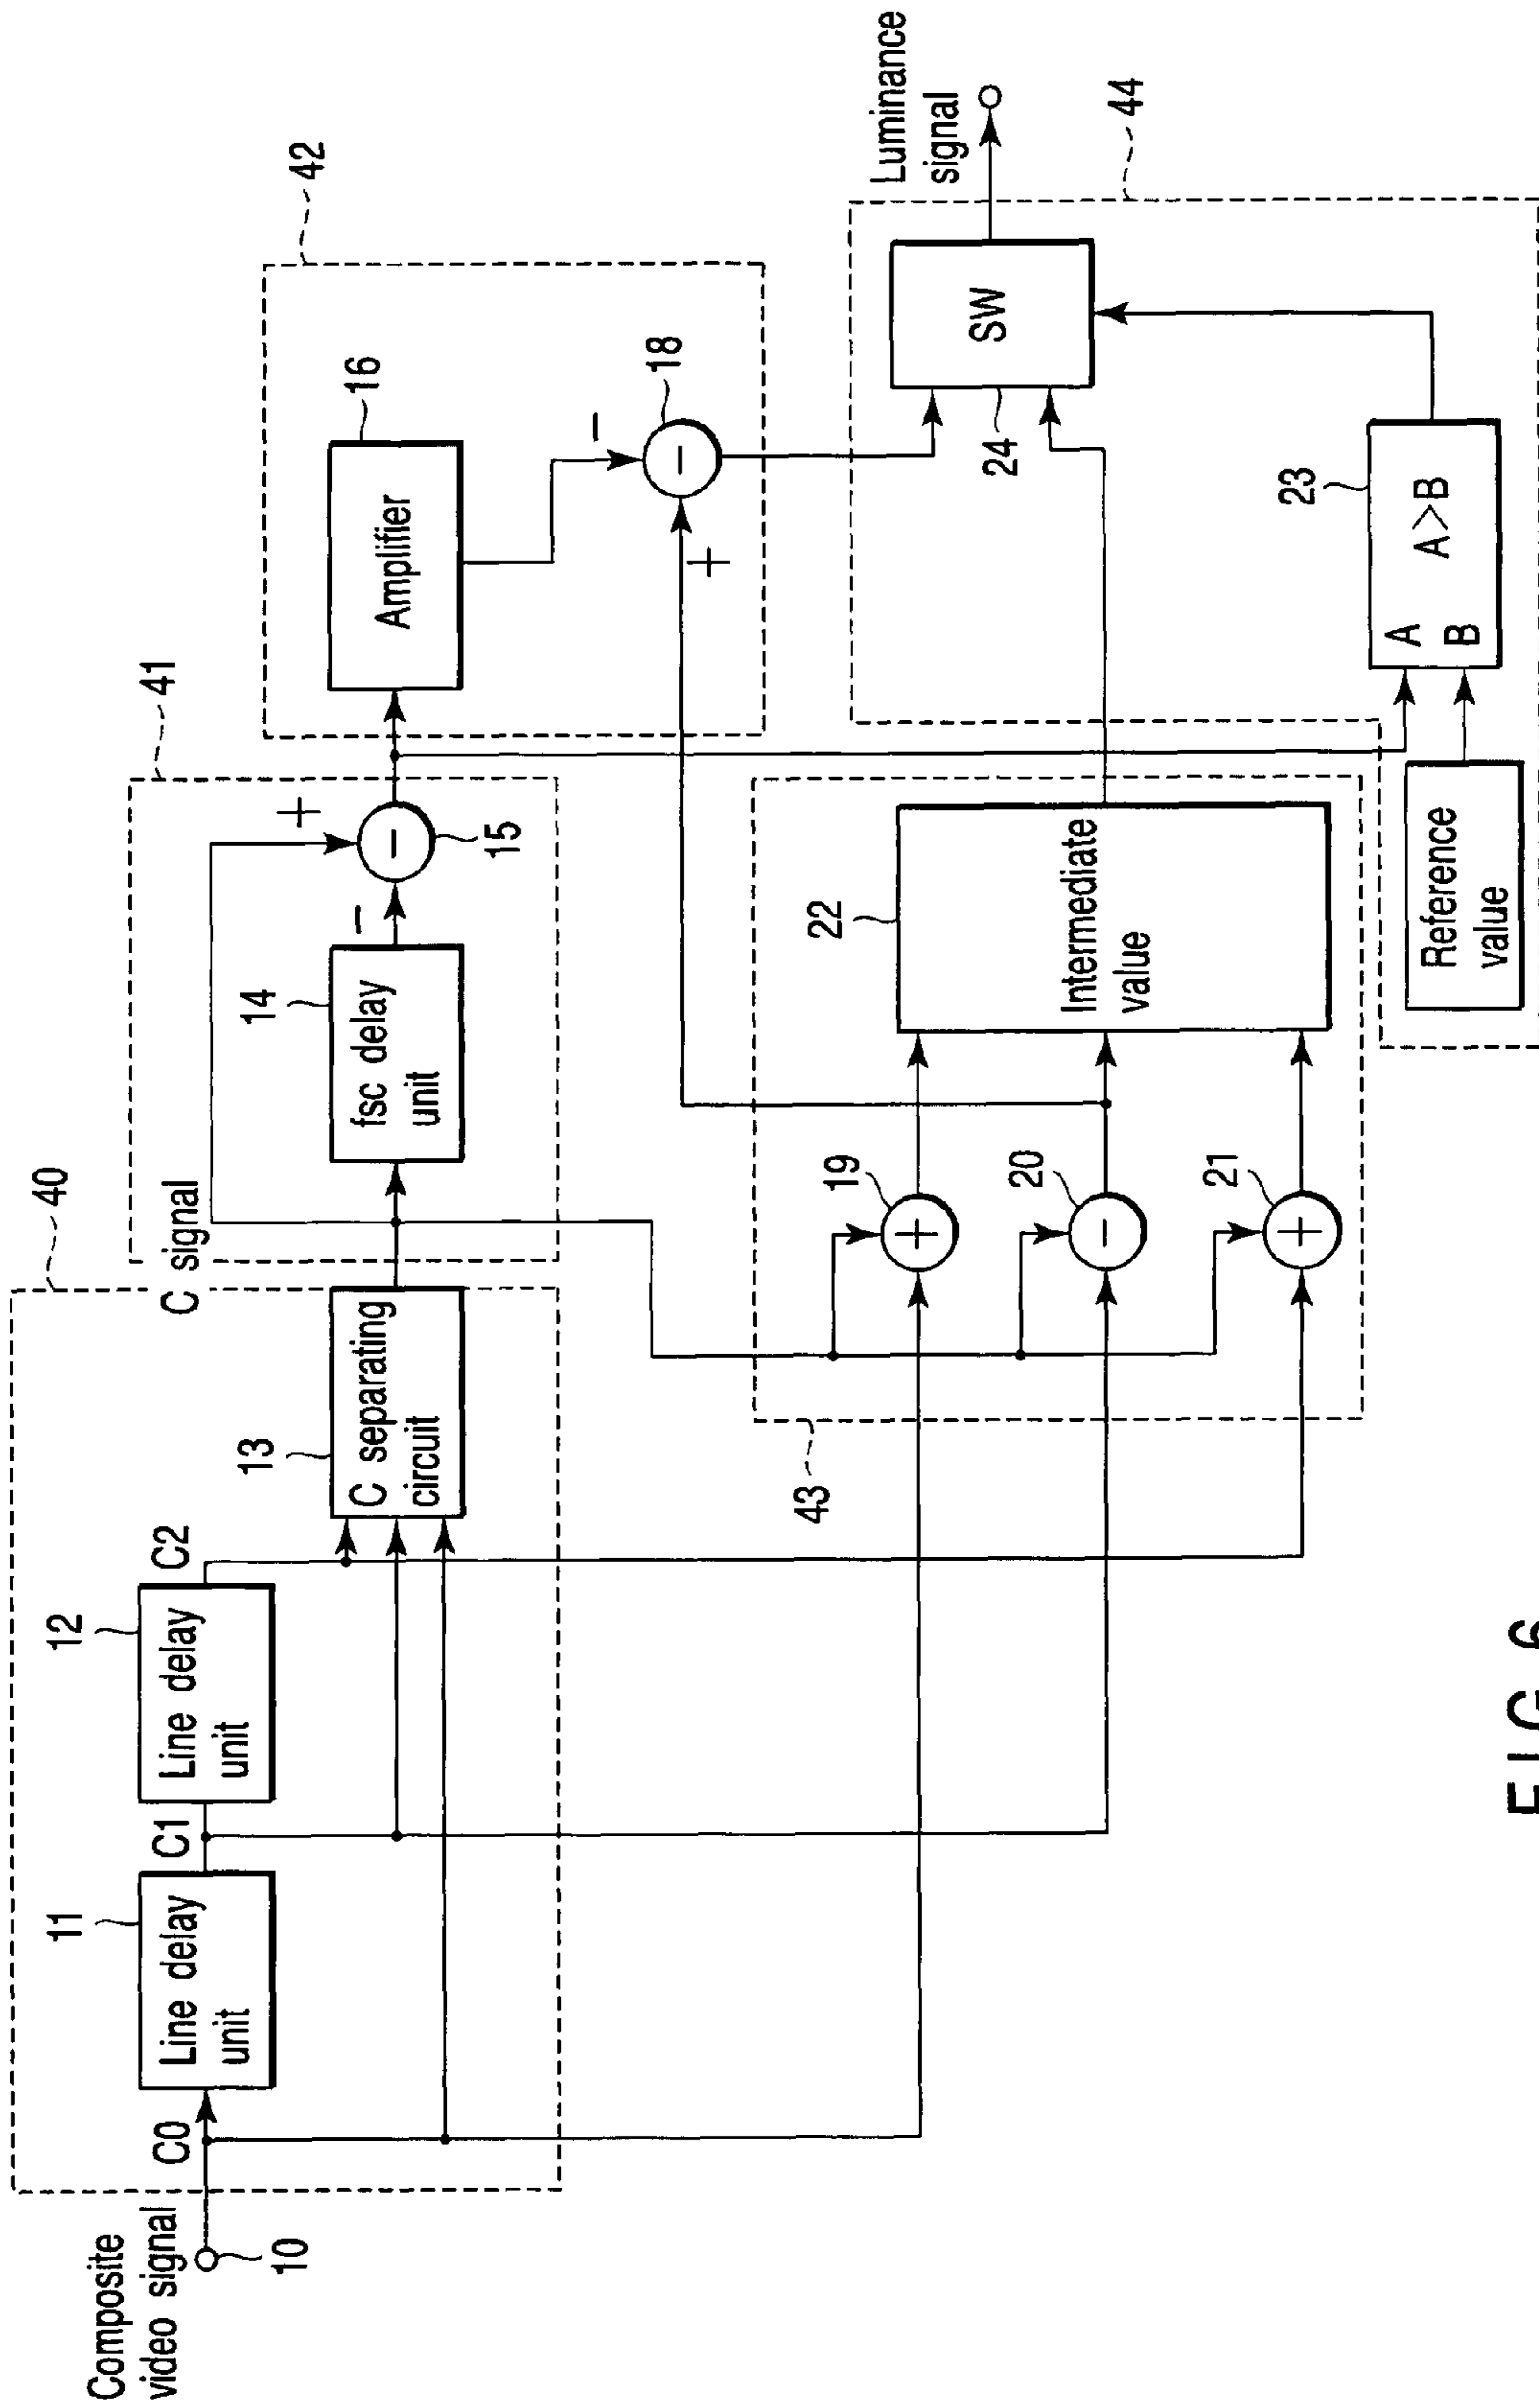 Composite
video signal
10
C0
11
Line delay
unit
C1
12
Line delay
unit
C2
13
C separating
circuit
40
C signal
41
14
fsc delay
unit
−
+
−
15
42
16
Amplifier
−
−
18
+
43
19
+
20
−
21
+
22
Intermediate
value
Reference
value
A
B
A>B
23
24
SW
44
Luminance
signal